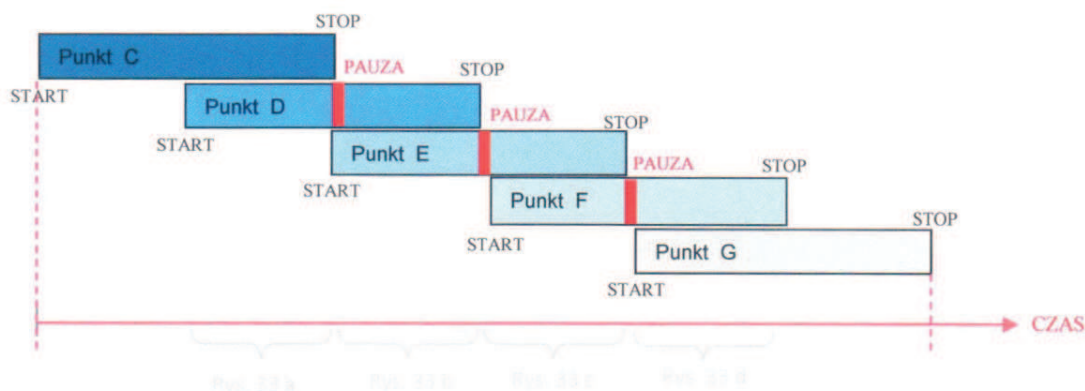 STOP
Punkt C
PAUZA
STOP
START
Punkt D
PAUZA
STOP
START
Punkt E
PAUZA
STOP
START
Punkt F
STOP
START
Punkt G
START
CZAS